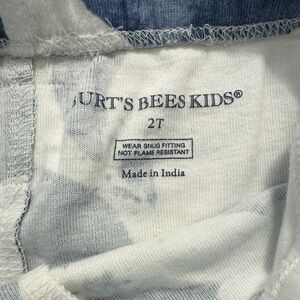 URT'S BEES KIDS®
2T
WEAR SNUG FITTING
NOT FLAME RESISTANT
Made in India